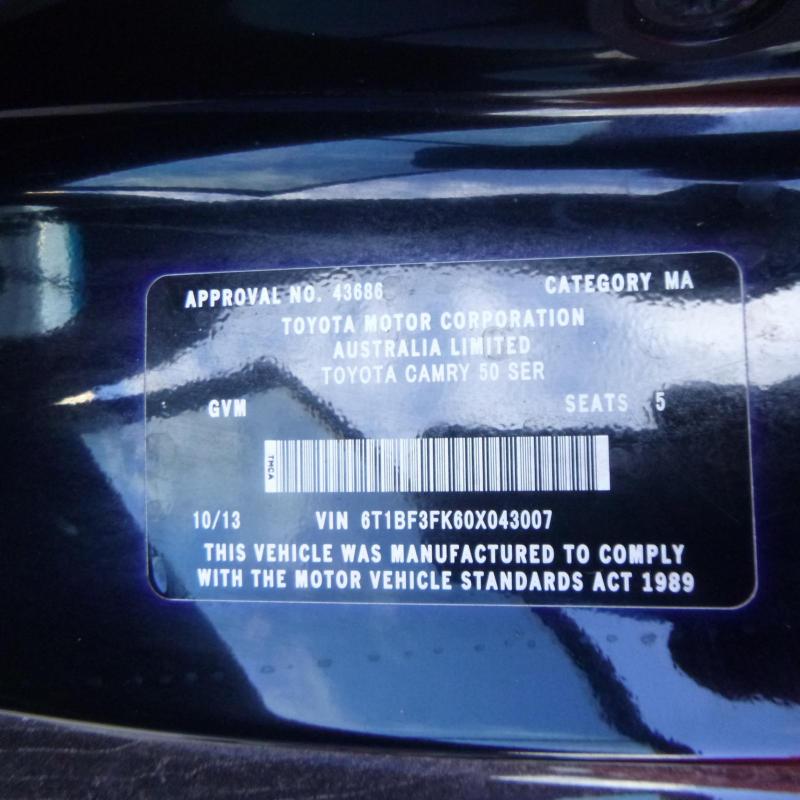 APPROVAL NO. 43686 CATEGORY MA
TOYOTA MOTOR CORPORATION
AUSTRALIA LIMITED
TOYOTA CAMRY 50 SER
GVM SEATS 5
TMCA
10/13 VIN 6T1BF3FK60X043007
THIS VEHICLE WAS MANUFACTURED TO COMPLY
WITH THE MOTOR VEHICLE STANDARDS ACT 1989